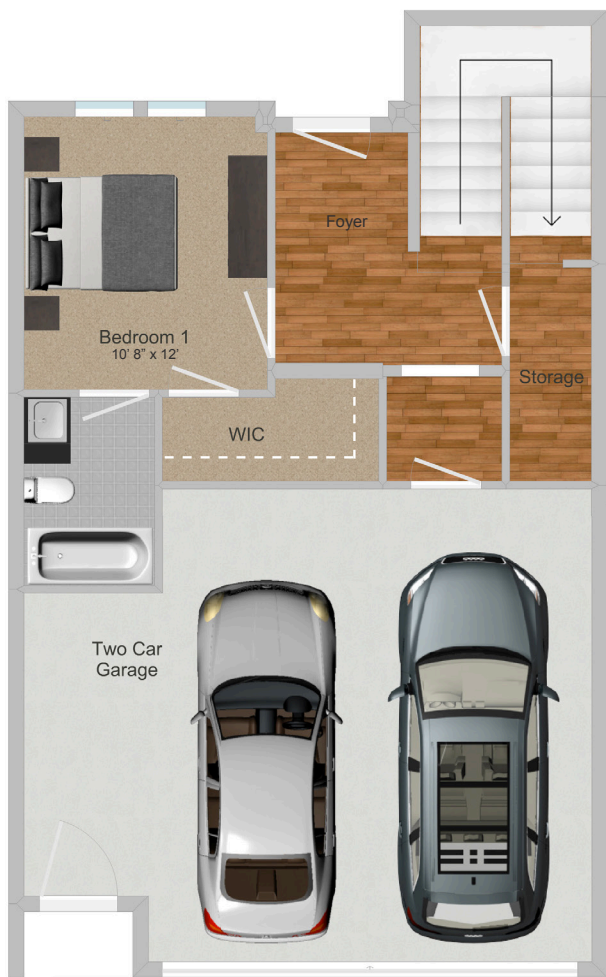 Foyer
Bedroom 1
10' 8" x 12'
Storage
WIC
Two Car
Garage